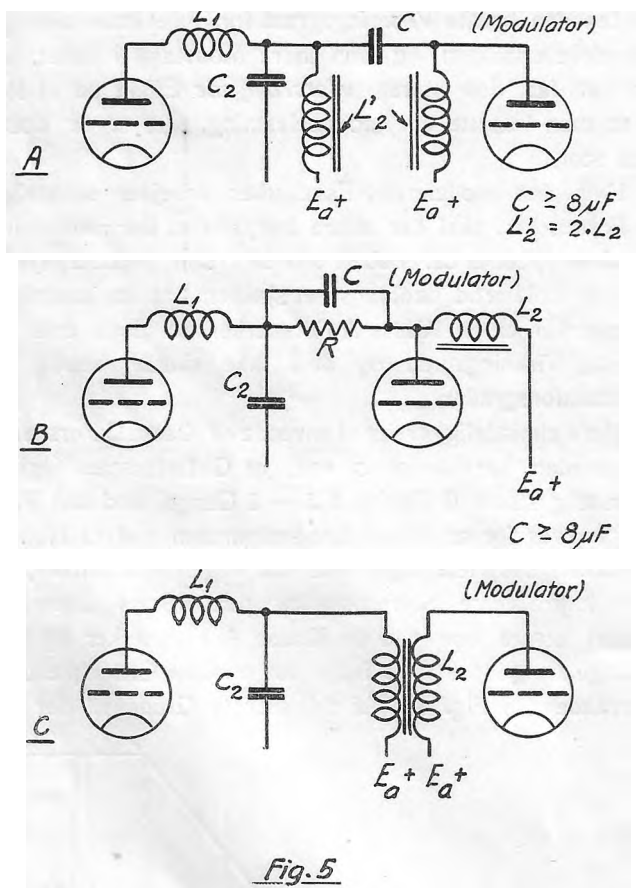 L₁ C (Modulator)
C₂ L'₂
A Eₐ+ Eₐ+ C ≥ 8μF
L'₂ = 2.L₂
C (Modulator)
L₁ R L₂
C₂
B Eₐ+
C ≥ 8μF
L₁ (Modulator)
C₂ L₂
C Eₐ+ Eₐ+
Fig. 5